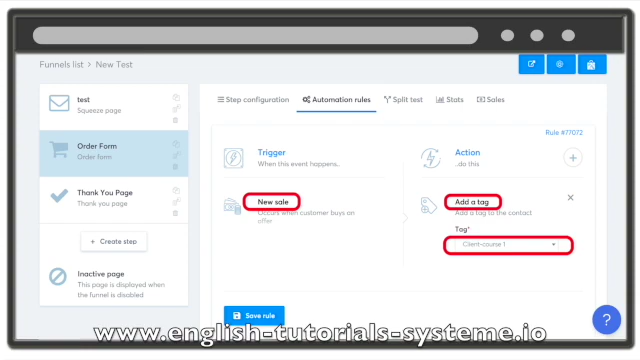 Funnels list > New Test
test
Squeeze page
Order Form
Order form
Thank You Page
Thank you page
+ Create step
Inactive page
This page is displayed when
the funnel is disabled
Step configuration
Automation rules
Split test
Stats
Sales
Rule #77072
Trigger
When this event happens..
Action
..do this
+
New sale
Occurs when customer buys an
offer
Add a tag
Add a tag to the contact
Tag*
Client-course 1
Save rule
?
www.english-tutorials-systeme.io